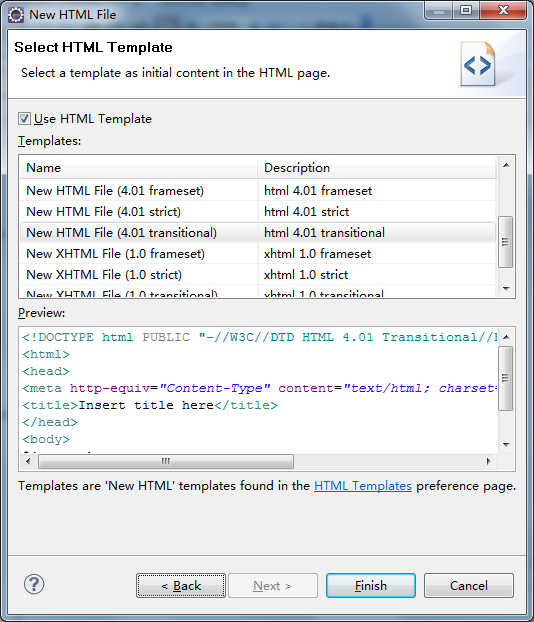 New HTML File
Select HTML Template
Select a template as initial content in the HTML page.
Use HTML Template
Templates:
Name Description
New HTML File (4.01 frameset) html 4.01 frameset
New HTML File (4.01 strict) html 4.01 strict
New HTML File (4.01 transitional) html 4.01 transitional
New XHTML File (1.0 frameset) xhtml 1.0 frameset
New XHTML File (1.0 strict) xhtml 1.0 strict
New XHTML File (1.0 transitional) xhtml 1.0 transitional
Preview:
<!DOCTYPE html PUBLIC "-//W3C//DTD HTML 4.01 Transitional//
<html>
<head>
<meta http-equiv="Content-Type" content="text/html; charset=
<title>Insert title here</title>
</head>
<body>
Templates are 'New HTML' templates found in the HTML Templates preference page.
?
< Back Next > Finish Cancel